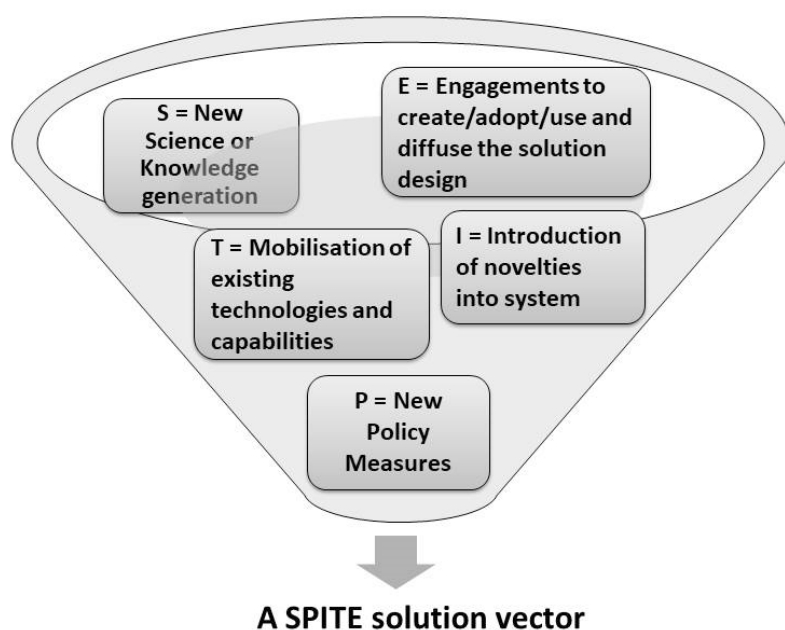 S = New
Science or
Knowledge
generation
E = Engagements to
create/adopt/use and
diffuse the solution
design
T = Mobilisation of
existing
technologies and
capabilities
I = Introduction
of novelties
into system
P = New
Policy
Measures
A SPITE solution vector